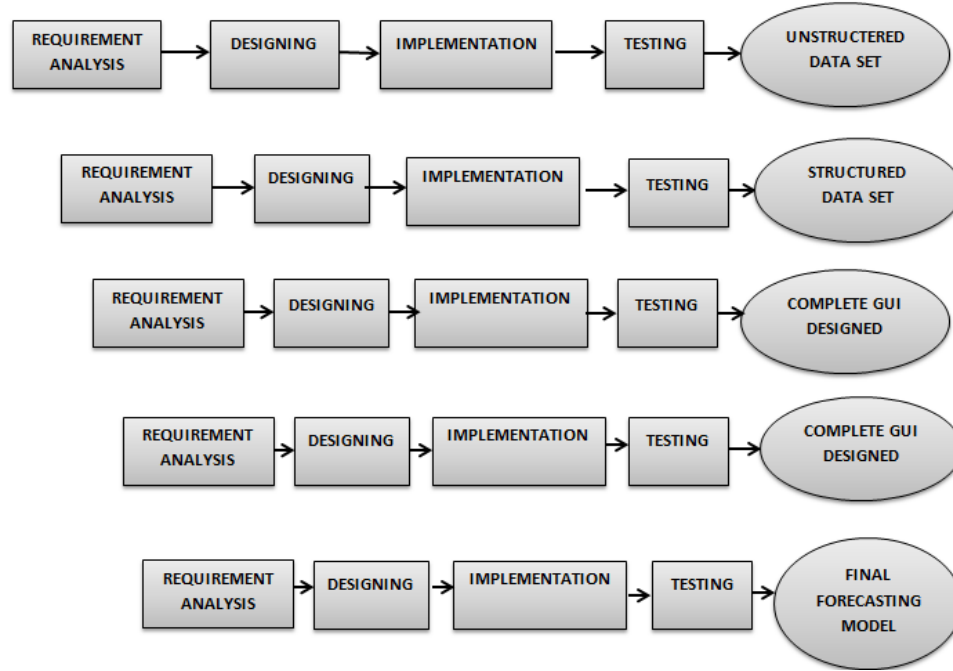 REQUIREMENT
ANALYSIS
DESIGNING
IMPLEMENTATION
TESTING
UNSTRUCTERED
DATA SET
REQUIREMENT
ANALYSIS
DESIGNING
IMPLEMENTATION
TESTING
STRUCTURED
DATA SET
REQUIREMENT
ANALYSIS
DESIGNING
IMPLEMENTATION
TESTING
COMPLETE GUI
DESIGNED
REQUIREMENT
ANALYSIS
DESIGNING
IMPLEMENTATION
TESTING
COMPLETE GUI
DESIGNED
REQUIREMENT
ANALYSIS
DESIGNING
IMPLEMENTATION
TESTING
FINAL
FORECASTING
MODEL